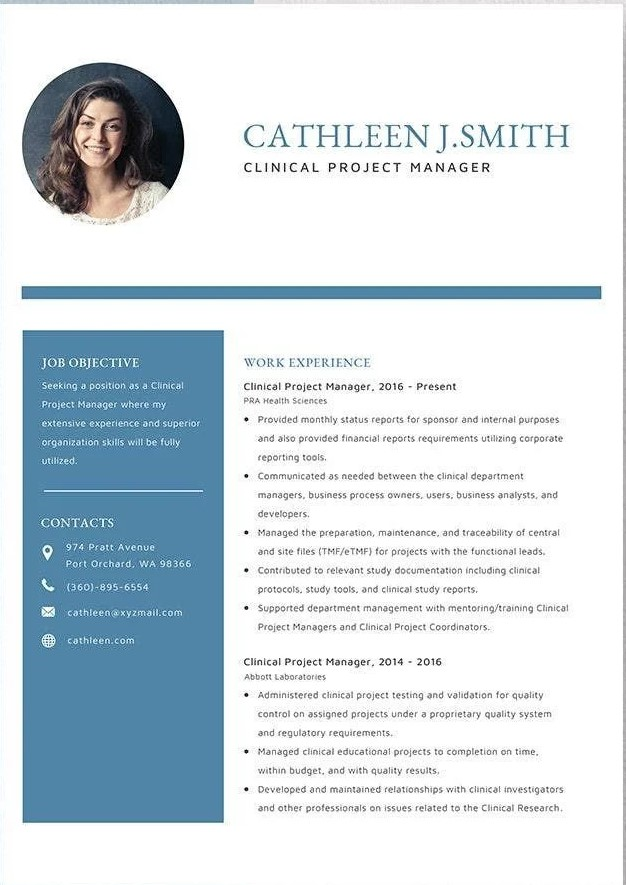 CATHLEEN J.SMITH
CLINICAL PROJECT MANAGER
JOB OBJECTIVE
Seeking a position as a Clinical
Project Manager where my
extensive experience and superior
organization skills will be fully
utilized.
CONTACTS
974 Pratt Avenue
Port Orchard, WA 98366
(360)-895-6554
cathleen@xyzmail.com
cathleen.com
WORK EXPERIENCE
Clinical Project Manager, 2016 - Present
PRA Health Sciences
• Provided monthly status reports for sponsor and internal purposes
and also provided financial reports requirements utilizing corporate
reporting tools.
• Communicated as needed between the clinical department
managers, business process owners, users, business analysts, and
developers.
• Managed the preparation, maintenance, and traceability of central
and site files (TMF/eTMF) for projects with the functional leads.
• Contributed to relevant study documentation including clinical
protocols, study tools, and clinical study reports.
• Supported department management with mentoring/training Clinical
Project Managers and Clinical Project Coordinators.
Clinical Project Manager, 2014 - 2016
Abbott Laboratories
• Administered clinical project testing and validation for quality
control on assigned projects under a proprietary quality system
and regulatory requirements.
• Managed clinical educational projects to completion on time,
within budget, and with quality results.
• Developed and maintained relationships with clinical investigators
and other professionals on issues related to the Clinical Research.